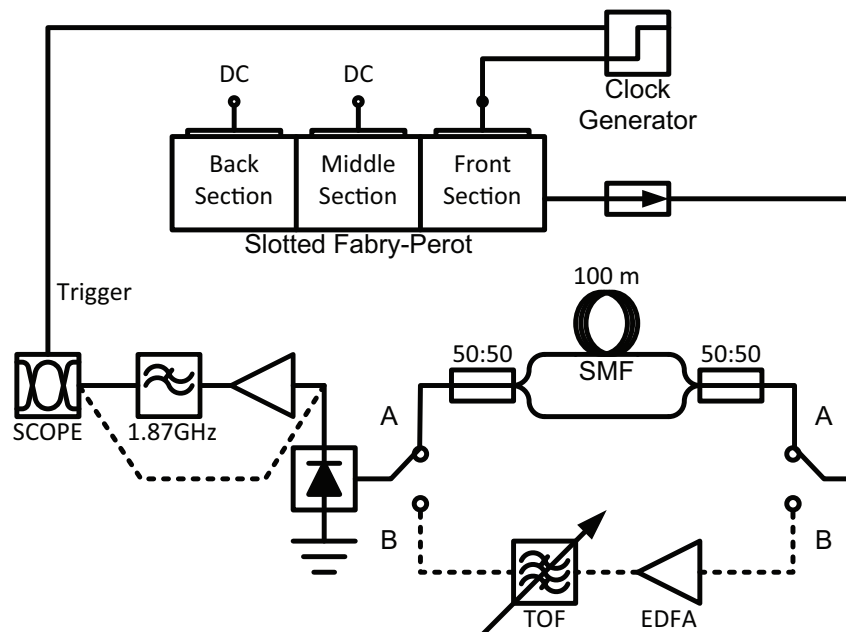 DC
DC
Clock
Generator
Back
Section
Middle
Section
Front
Section
Slotted Fabry-Perot
Trigger
100 m
SMF
50:50
50:50
A
A
SCOPE
1.87GHz
B
B
TOF
EDFA